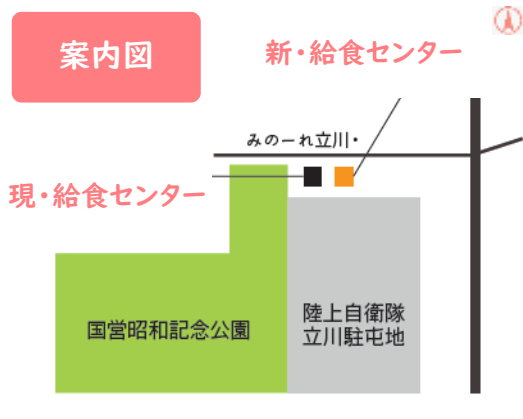 案内図
新・給食センター
みのーれ立川・
現・給食センター
国営昭和記念公園
陸上自衛隊
立川駐屯地